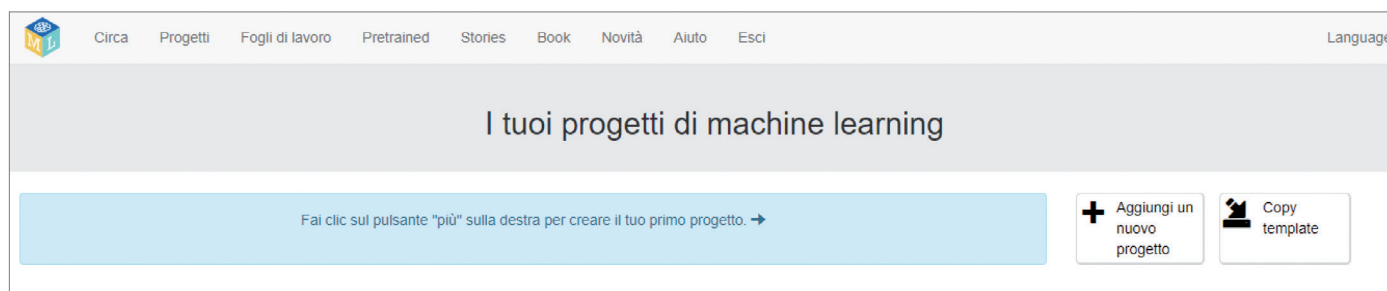 ML
Circa Progetti Fogli di lavoro Pretrained Stories Book Novità Aiuto Esci Language
I tuoi progetti di machine learning
Fai clic sul pulsante "più" sulla destra per creare il tuo primo progetto.
Aggiungi un
nuovo
progetto
Copy
template